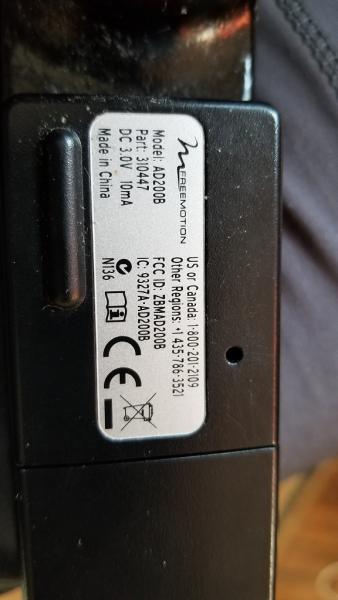 FREEMOTION
US or Canada: 1-800-201-2109
Other Regions: +1 435-786-3521
Model: AD200B
Part: 310447
DC 3.0V 10mA
Made in China
FCC ID: ZBMAD200B
IC: 9327A-AD200B
N136
CE